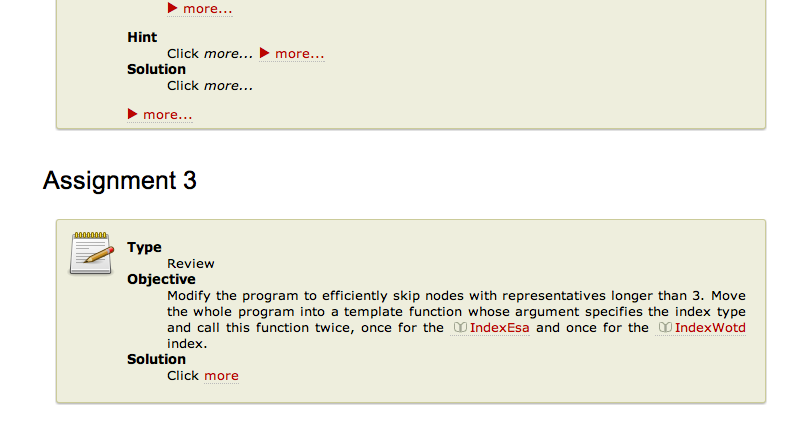 ▶ more...
Hint
Click more... ▶ more...
Solution
Click more...
▶ more...
Assignment 3
Type
Review
Objective
Modify the program to efficiently skip nodes with representatives longer than 3. Move
the whole program into a template function whose argument specifies the index type
and call this function twice, once for the IndexEsa and once for the IndexWotd
index.
Solution
Click more